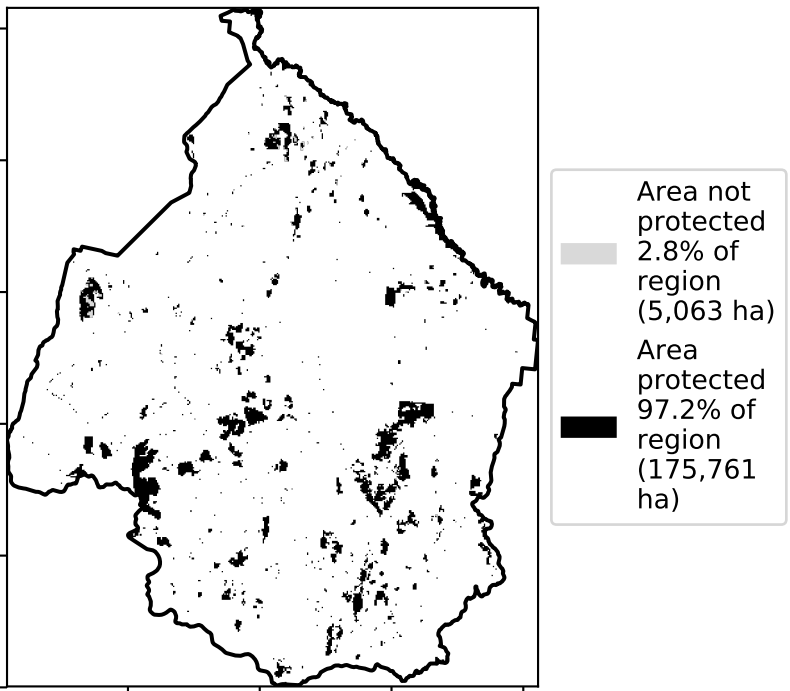 Area not
protected
2.8% of
region
(5,063 ha)
Area
protected
97.2% of
region
(175,761
ha)